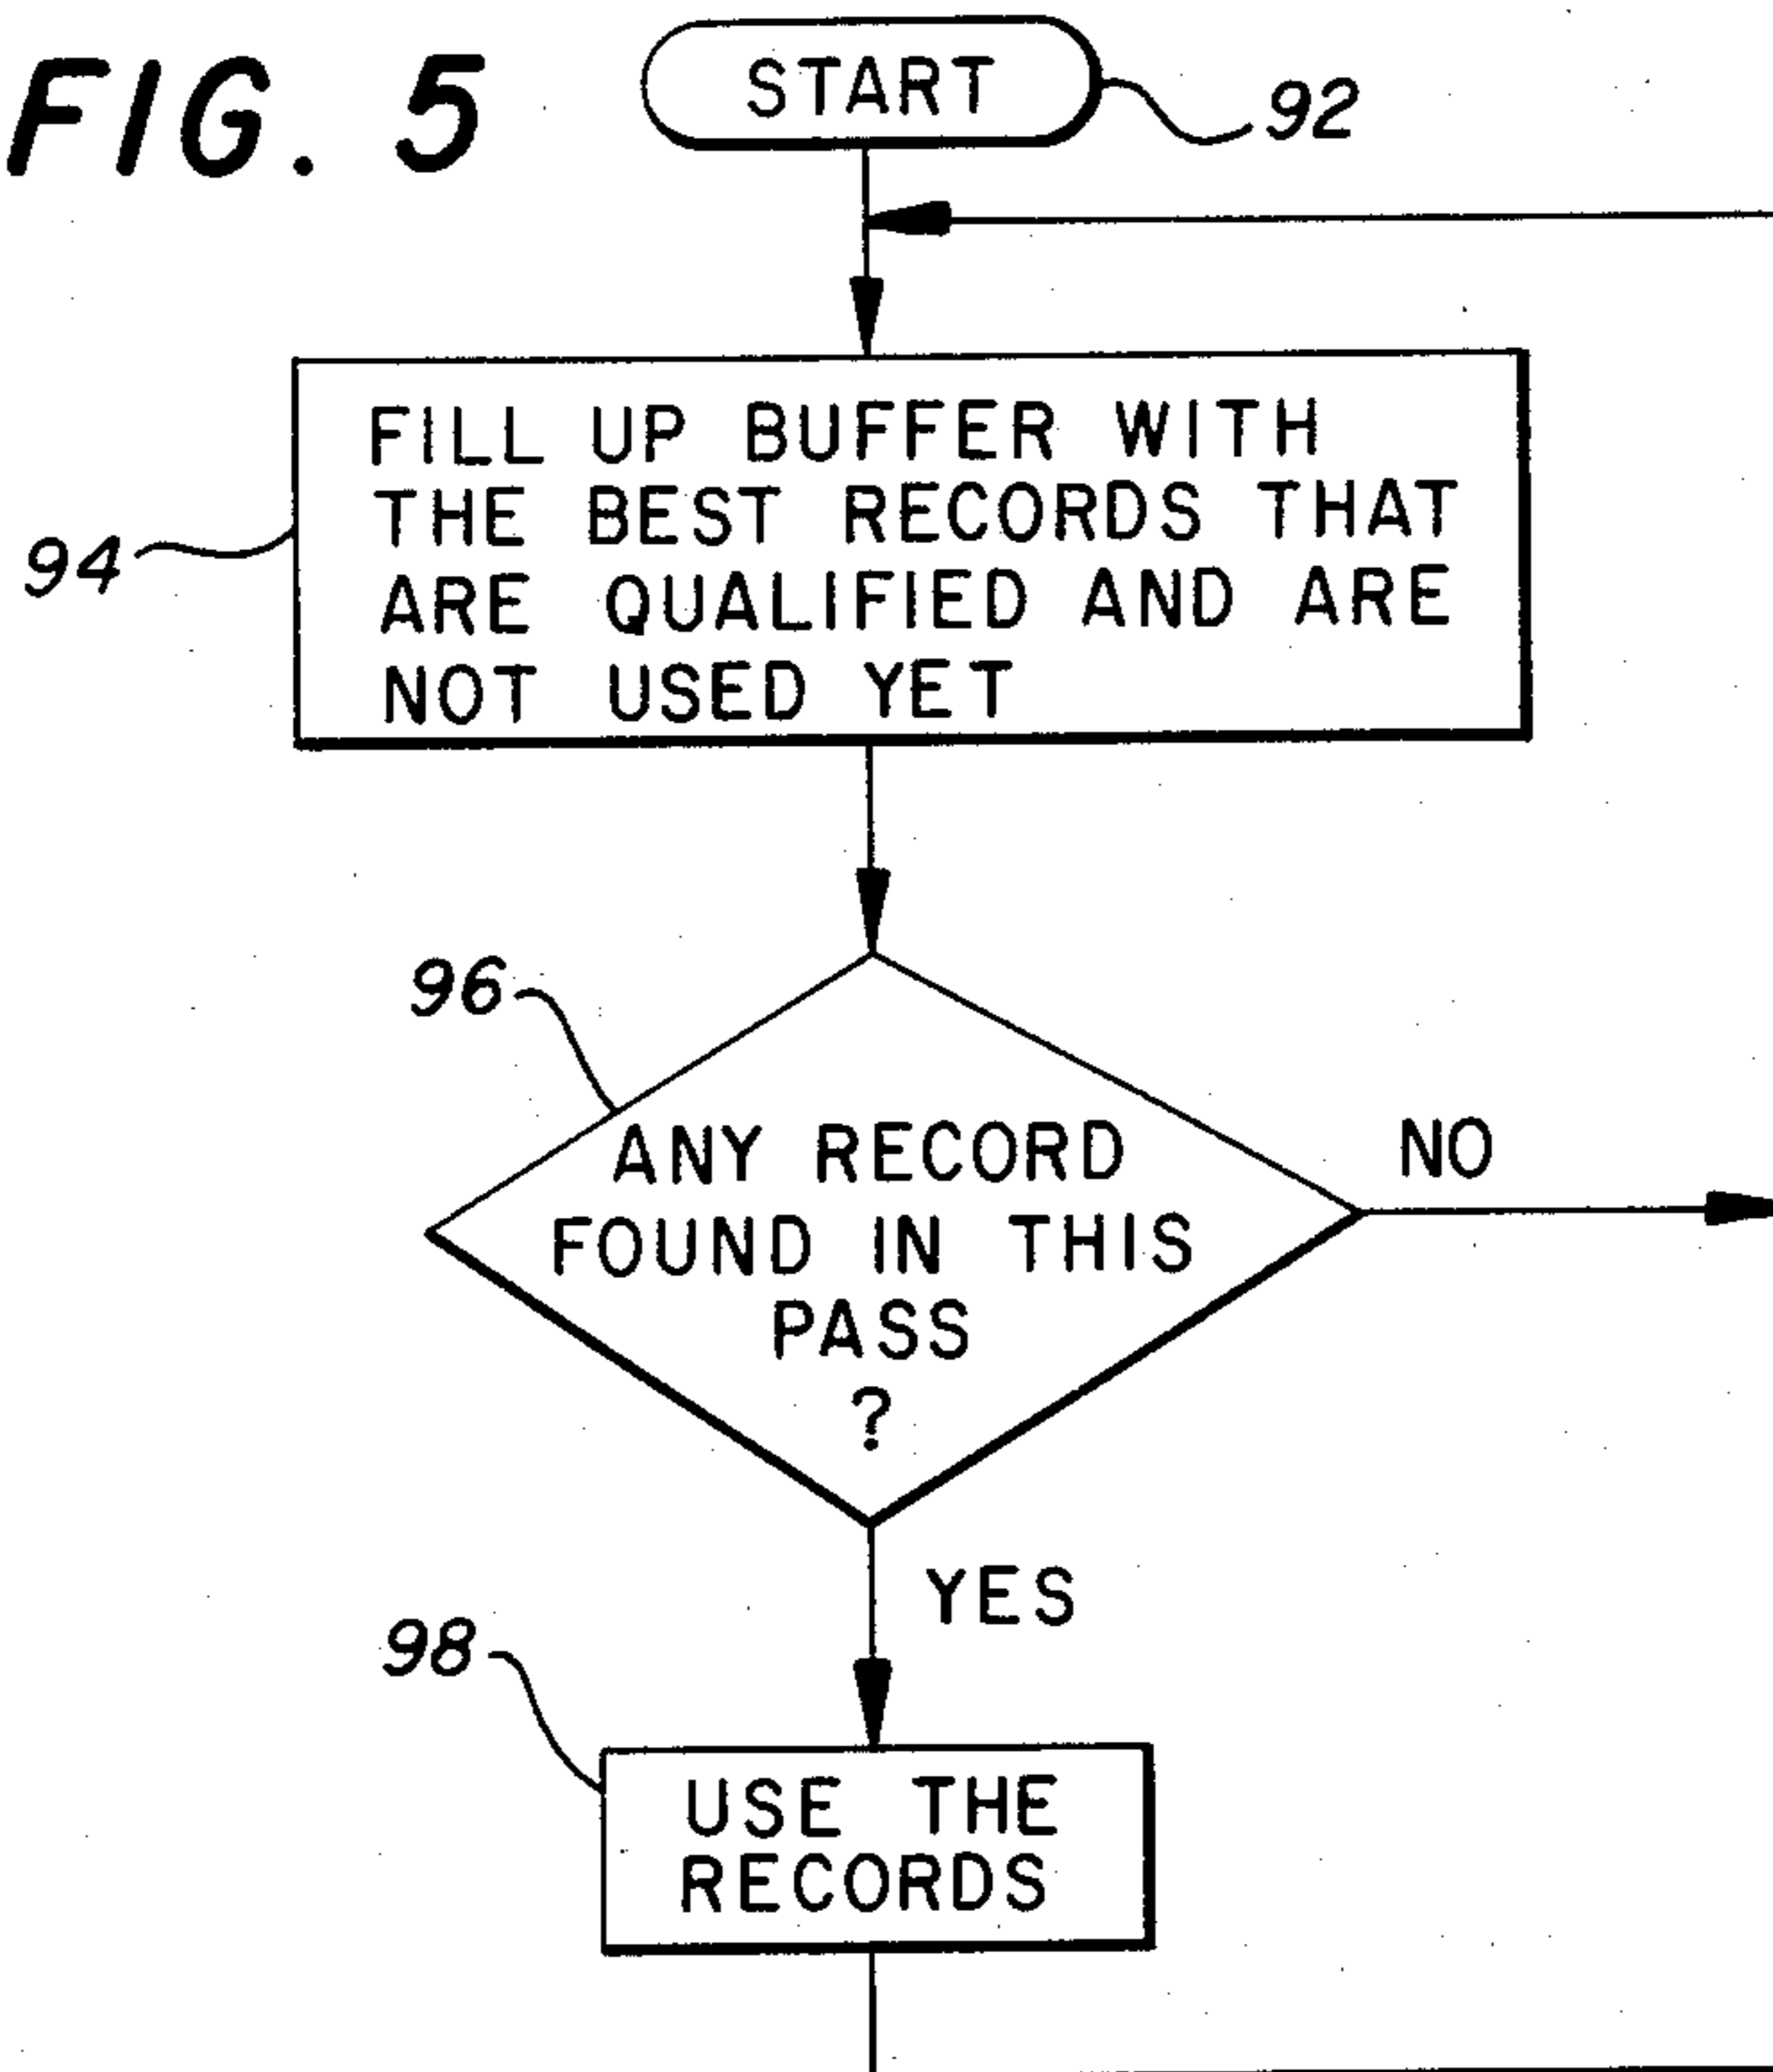 FIG. 5
START
92
FILL UP BUFFER WITH
THE BEST RECORDS THAT
ARE QUALIFIED AND ARE
NOT USED YET
94
96
ANY RECORD
FOUND IN THIS
PASS
?
NO
YES
98
USE THE
RECORDS